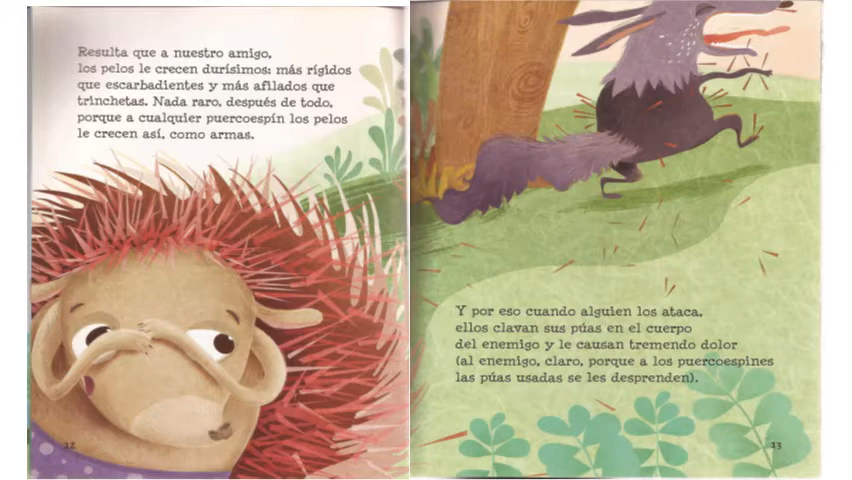 Resulta que a nuestro amigo,
los pelos le crecen durísimos: más rígidos
que escarbadientes y más afilados que
trinchetas. Nada raro, después de todo,
porque a cualquier puercoespín los pelos
le crecen así, como armas.
12
Y por eso cuando alguien los ataca,
ellos clavan sus púas en el cuerpo
del enemigo y le causan tremendo dolor
(al enemigo, claro, porque a los puercoespines
las púas usadas se les desprenden).
13